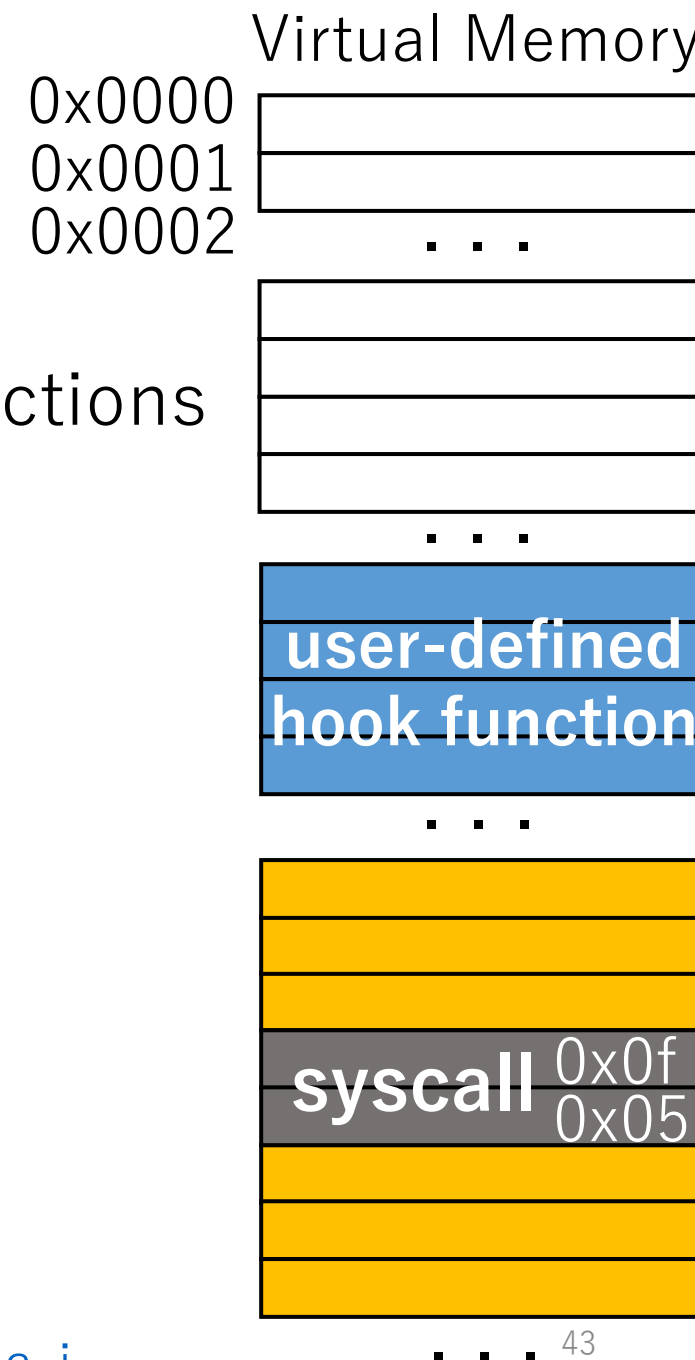 Virtual Memory
0x0000
0x0001
0x0002
. . .
ctions
. . .
user-defined
hook function
. . .
syscall 0x0f
0x05
. . . 43